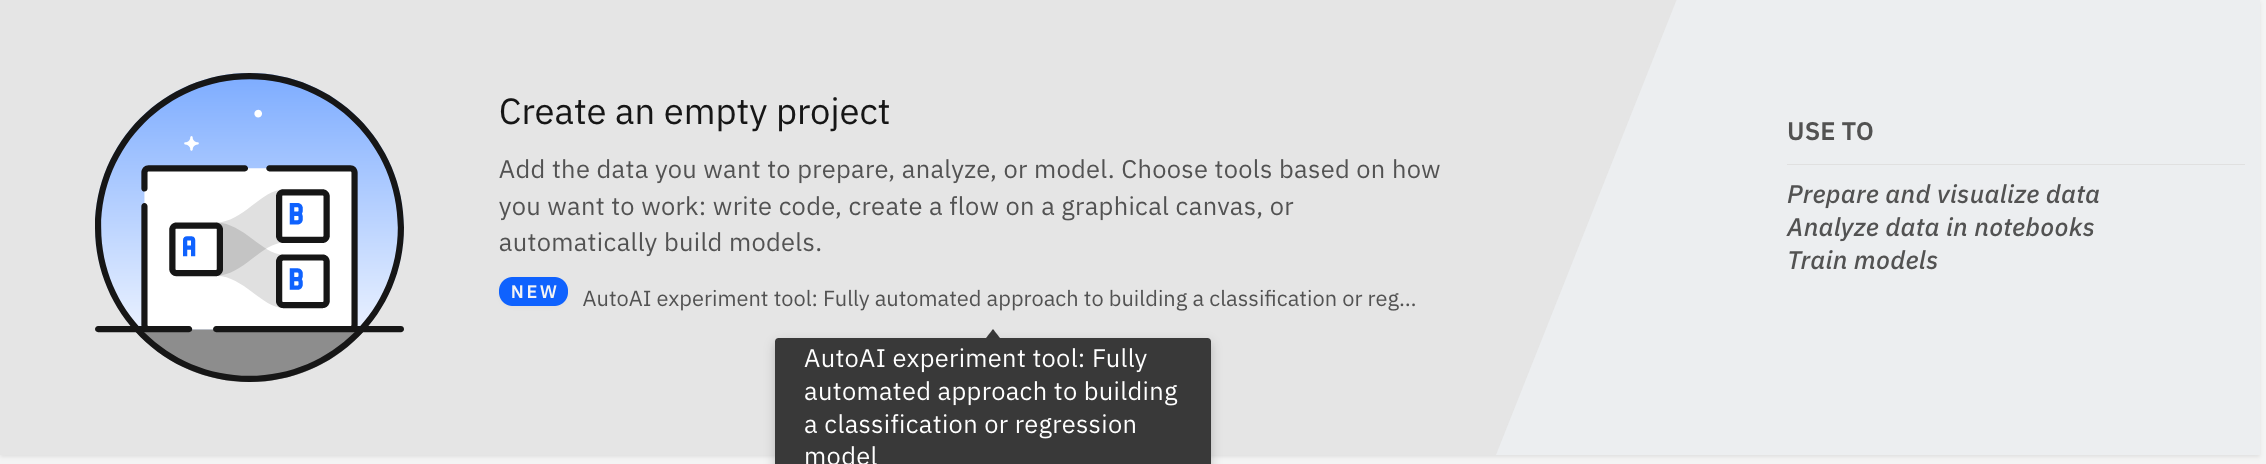 Create an empty project
Add the data you want to prepare, analyze, or model. Choose tools based on how
you want to work: write code, create a flow on a graphical canvas, or
automatically build models.
NEW AutoAI experiment tool: Fully automated approach to building a classification or reg...
AutoAI experiment tool: Fully
automated approach to building
a classification or regression
model
A
B
B
USE TO
Prepare and visualize data
Analyze data in notebooks
Train models